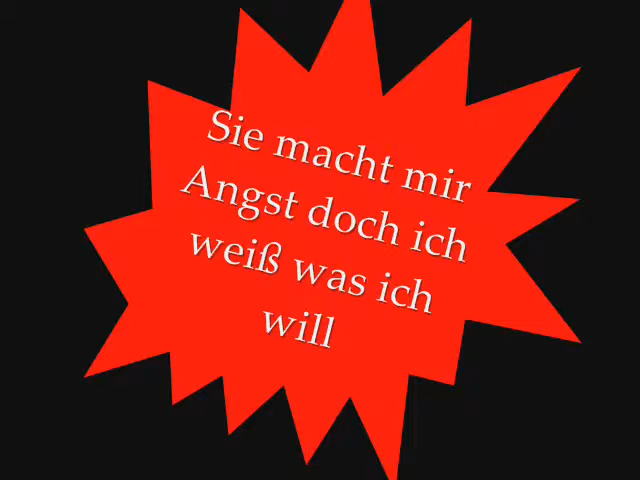 Sie macht mir
Angst doch ich
weiß was ich
will